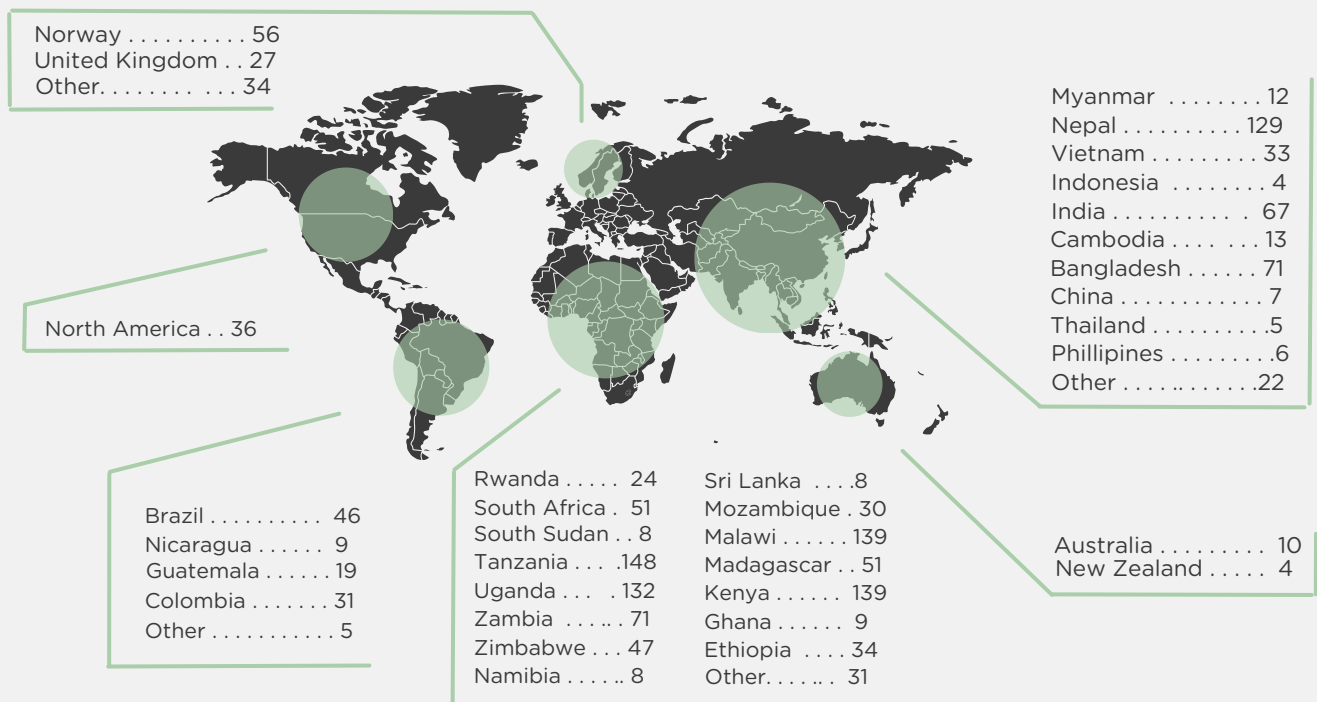 Norway . . . . . . . . . . 56
United Kingdom . . 27
Other. . . . . . . . . . . 34
Myanmar . . . . . . . . 12
Nepal . . . . . . . . . . 129
Vietnam . . . . . . . . . 33
Indonesia . . . . . . . . 4
India . . . . . . . . . . . 67
Cambodia . . . . . . . . 13
Bangladesh . . . . . . 71
China . . . . . . . . . . . . 7
Thailand . . . . . . . . . .5
Phillipines . . . . . . . . .6
Other . . . . .. . . . . . .22
North America . . 36
Brazil . . . . . . . . . . 46
Nicaragua . . . . . . 9
Guatemala . . . . . . 19
Colombia . . . . . . . 31
Other . . . . . . . . . . . 5
Rwanda . . . . . 24
South Africa . 51
South Sudan . . 8
Tanzania . . . .148
Uganda . . . . . 132
Zambia . . . .. . 71
Zimbabwe . . . 47
Namibia . . . . .. 8
Sri Lanka . . . .8
Mozambique . 30
Malawi . . . . . . 139
Madagascar . . 51
Kenya . . . . . . 139
Ghana . . . . . . 9
Ethiopia . . . . 34
Other. . . . .. . 31
Australia . . . . . . . . . 10
New Zealand . . . . . 4